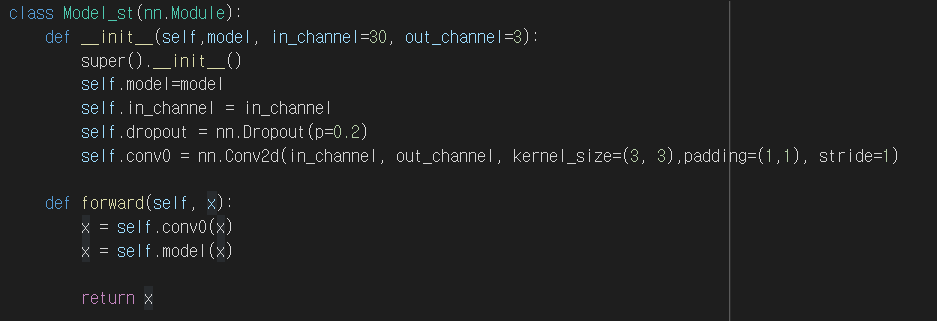 class Model_st(nn.Module):
    def __init__(self,model, in_channel=30, out_channel=3):
        super().__init__()
        self.model=model
        self.in_channel = in_channel
        self.dropout = nn.Dropout(p=0.2)
        self.conv0 = nn.Conv2d(in_channel, out_channel, kernel_size=(3, 3),padding=(1,1), stride=1)
    def forward(self, x):
        x = self.conv0(x)
        x = self.model(x)
        return x